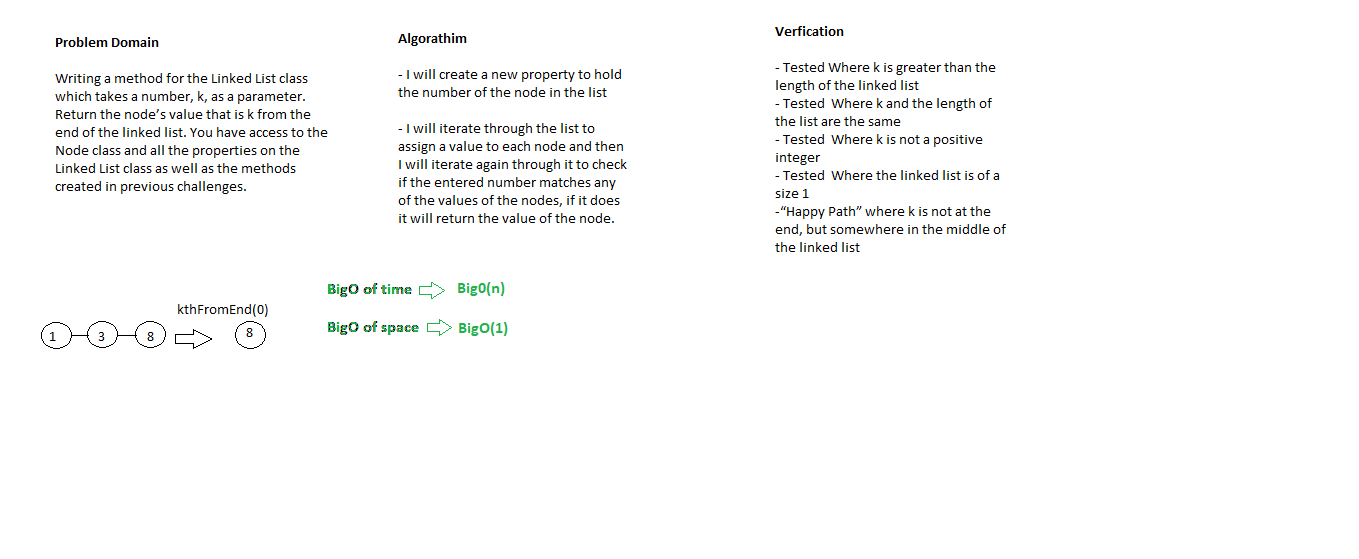 Problem Domain
Writing a method for the Linked List class
which takes a number, k, as a parameter.
Return the node’s value that is k from the
end of the linked list. You have access to the
Node class and all the properties on the
Linked List class as well as the methods
created in previous challenges.
Algorathim
- I will create a new property to hold
the number of the node in the list
- I will iterate through the list to
assign a value to each node and then
I will iterate again through it to check
if the entered number matches any
of the values of the nodes, if it does
it will return the value of the node.
Verfication
- Tested Where k is greater than the
length of the linked list
- Tested  Where k and the length of
the list are the same
- Tested  Where k is not a positive
integer
- Tested  Where the linked list is of a
size 1
-“Happy Path” where k is not at the
end, but somewhere in the middle of
the linked list
BigO of time
Big0(n)
BigO of space
BigO(1)
kthFromEnd(0)
1
3
8
8